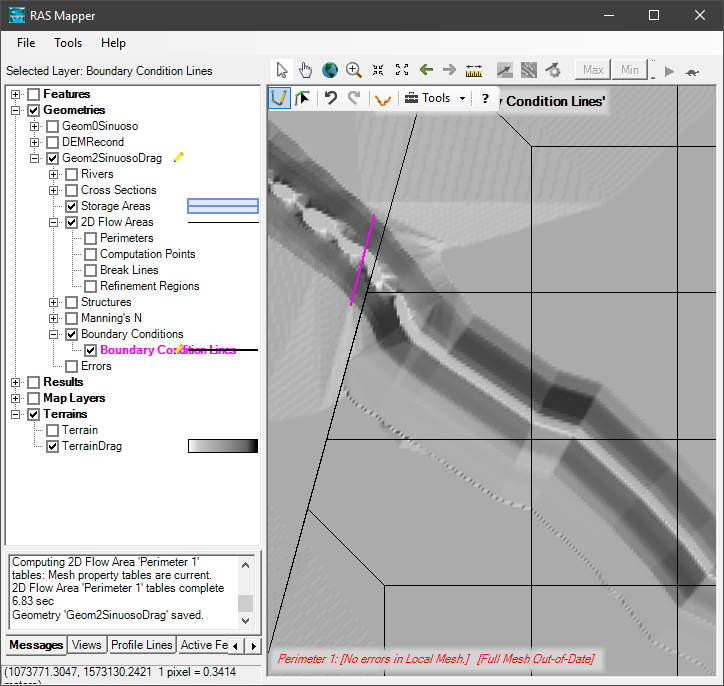 RAS Mapper
File Tools Help
Selected Layer: Boundary Condition Lines
Max Min
Tools ? y Condition Lines'
Features
Geometries
Geom0Sinuoso
DEMRecond
Geom2SinuosoDrag
Rivers
Cross Sections
Storage Areas
2D Flow Areas
Perimeters
Computation Points
Break Lines
Refinement Regions
Structures
Manning's N
Boundary Conditions
Boundary Condition Lines
Errors
Results
Map Layers
Terrains
Terrain
TerrainDrag
Computing 2D Flow Area 'Perimeter 1'
tables: Mesh property tables are current.
2D Flow Area 'Perimeter 1' tables complete
6.83 sec
Geometry 'Geom2SinuosoDrag' saved.
Messages Views Profile Lines Active Fe
(1073771.3047, 1573130.2421 1 pixel = 0.3414
Perimeter 1: [No errors in Local Mesh.] [Full Mesh Out-of-Date]